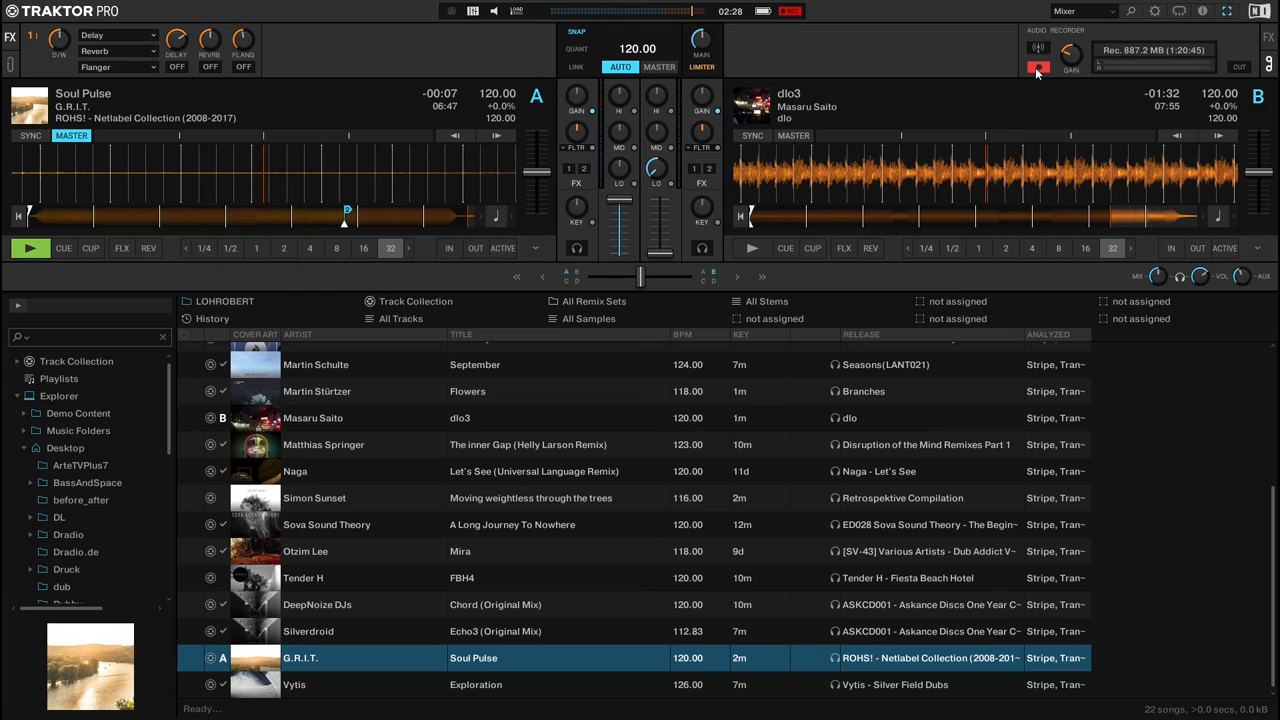 TRAKTOR PRO
LOAD
02:28
REC
Mixer
FX
1
D/W
Delay
Reverb
Flanger
DELAY
REVRB
FLANG
OFF
OFF
OFF
SNAP
QUANT
120.00
LINK
AUTO
MASTER
MAIN
LIMITER
AUDIO RECORDER
GAIN
Rec. 887.2 MB (1:20:45)
L
R
CUT
FX
Soul Pulse
G.R.I.T.
ROHS! - Netlabel Collection (2008-2017)
-00:07
06:47
120.00
+0.0%
120.00
A
SYNC
MASTER
2
CUE
CUP
FLX
REV
1/4
1/2
1
2
4
8
16
32
IN
OUT
ACTIVE
GAIN
HI
HI
GAIN
FLTR
MID
MID
FLTR
1 2
1 2
FX
LO
LO
FX
KEY
KEY
dlo3
Masaru Saito
dlo
-01:32
07:55
120.00
+0.0%
120.00
B
SYNC
MASTER
CUE
CUP
FLX
REV
1/4
1/2
1
2
4
8
16
32
IN
OUT
ACTIVE
A B
C D
A B
C D
MIX
VOL
AUX
LOHROBERT
Track Collection
All Remix Sets
All Stems
not assigned
not assigned
History
All Tracks
All Samples
not assigned
not assigned
not assigned
Track Collection
Playlists
Explorer
Demo Content
Music Folders
Desktop
ArteTVPlus7
BassAndSpace
before_after
DL
Dradio
Dradio.de
Druck
dub
COVER ART ARTIST TITLE BPM KEY RELEASE ANALYZED
Martin Schulte September 124.00 7m Seasons(LANT021) Stripe, Tran~
Martin Stürtzer Flowers 118.00 1m Branches Stripe, Tran~
B Masaru Saito dlo3 120.00 1m dlo Stripe, Tran~
Matthias Springer The inner Gap (Helly Larson Remix) 123.00 10m Disruption of the Mind Remixes Part 1 Stripe, Tran~
Naga Let's See (Universal Language Remix) 120.00 11d Naga - Let's See Stripe, Tran~
Simon Sunset Moving weightless through the trees 116.00 2m Retrospektive Compilation Stripe, Tran~
Sova Sound Theory A Long Journey To Nowhere 120.00 12m ED028 Sova Sound Theory - The Begin~ Stripe, Tran~
Otzim Lee Mira 118.00 9d [SV-43] Various Artists - Dub Addict V~ Stripe, Tran~
Tender H FBH4 120.00 10m Tender H - Fiesta Beach Hotel Stripe, Tran~
DeepNoize DJs Chord (Original Mix) 120.00 10m ASKCD001 - Askance Discs One Year C~ Stripe, Tran~
Silverdroid Echo3 (Original Mix) 112.83 7m ASKCD001 - Askance Discs One Year C~ Stripe, Tran~
A G.R.I.T. Soul Pulse 120.00 2m ROHS! - Netlabel Collection (2008-201~ Stripe, Tran~
Vytis Exploration 126.00 7m Vytis - Silver Field Dubs Stripe, Tran~
Ready...
22 songs, >0.0 secs, 0.0 kB